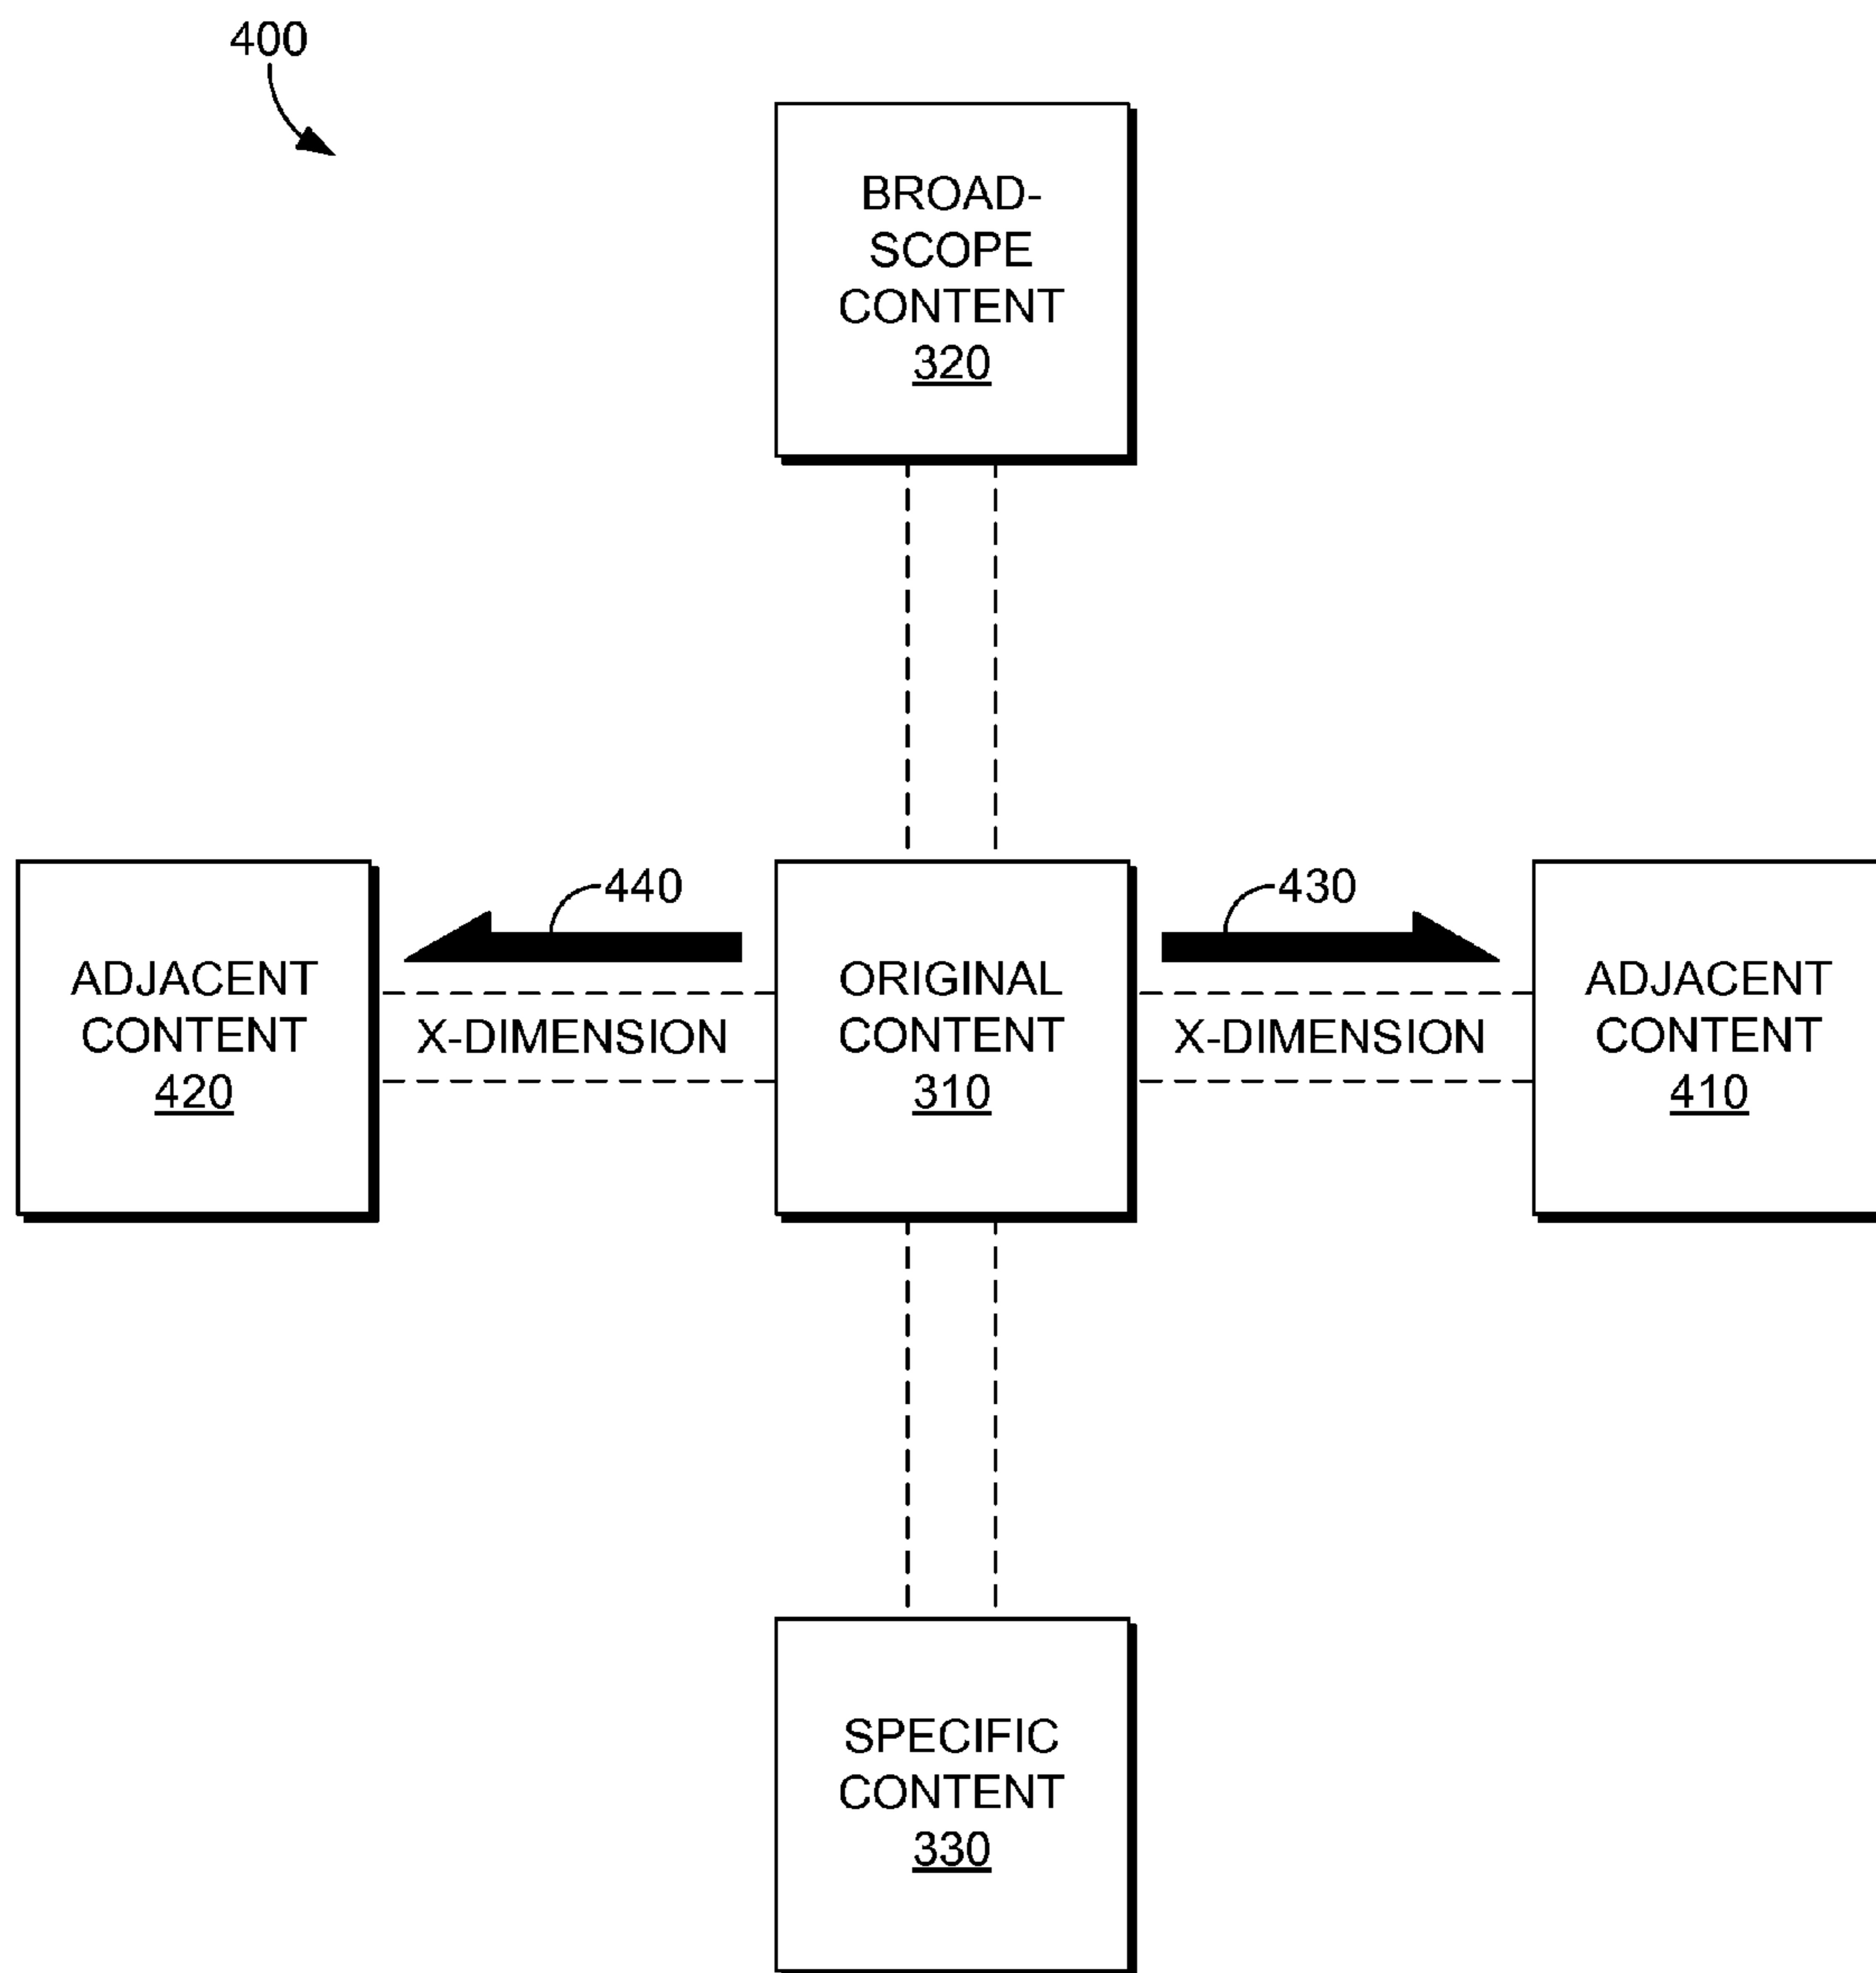 400
BROAD-
SCOPE
CONTENT
320
440
430
ADJACENT
CONTENT
420
X-DIMENSION
ORIGINAL
CONTENT
310
X-DIMENSION
ADJACENT
CONTENT
410
SPECIFIC
CONTENT
330